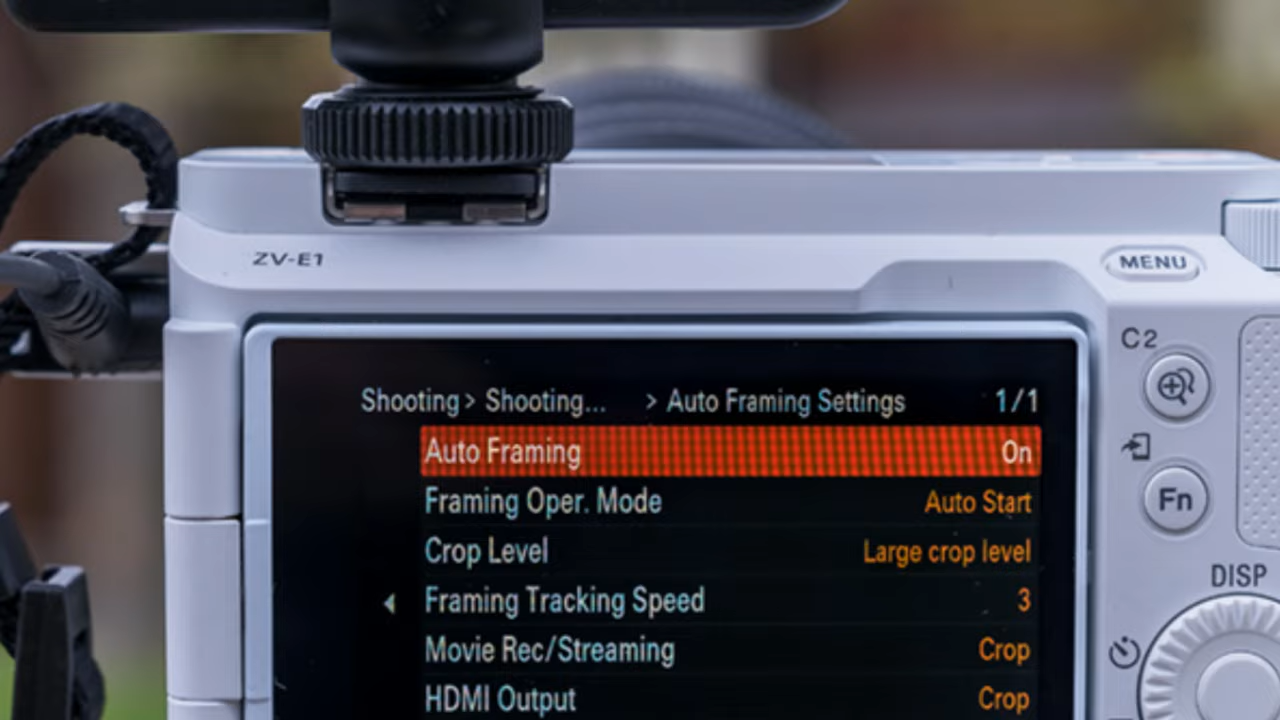 ZV-E1
MENU
C2
Shooting> Shooting... > Auto Framing Settings 1/1
Auto Framing On
Fn
Framing Oper. Mode Auto Start
Crop Level Large crop level
DISP
Framing Tracking Speed 3
Movie Rec/Streaming Crop
HDMI Output Crop